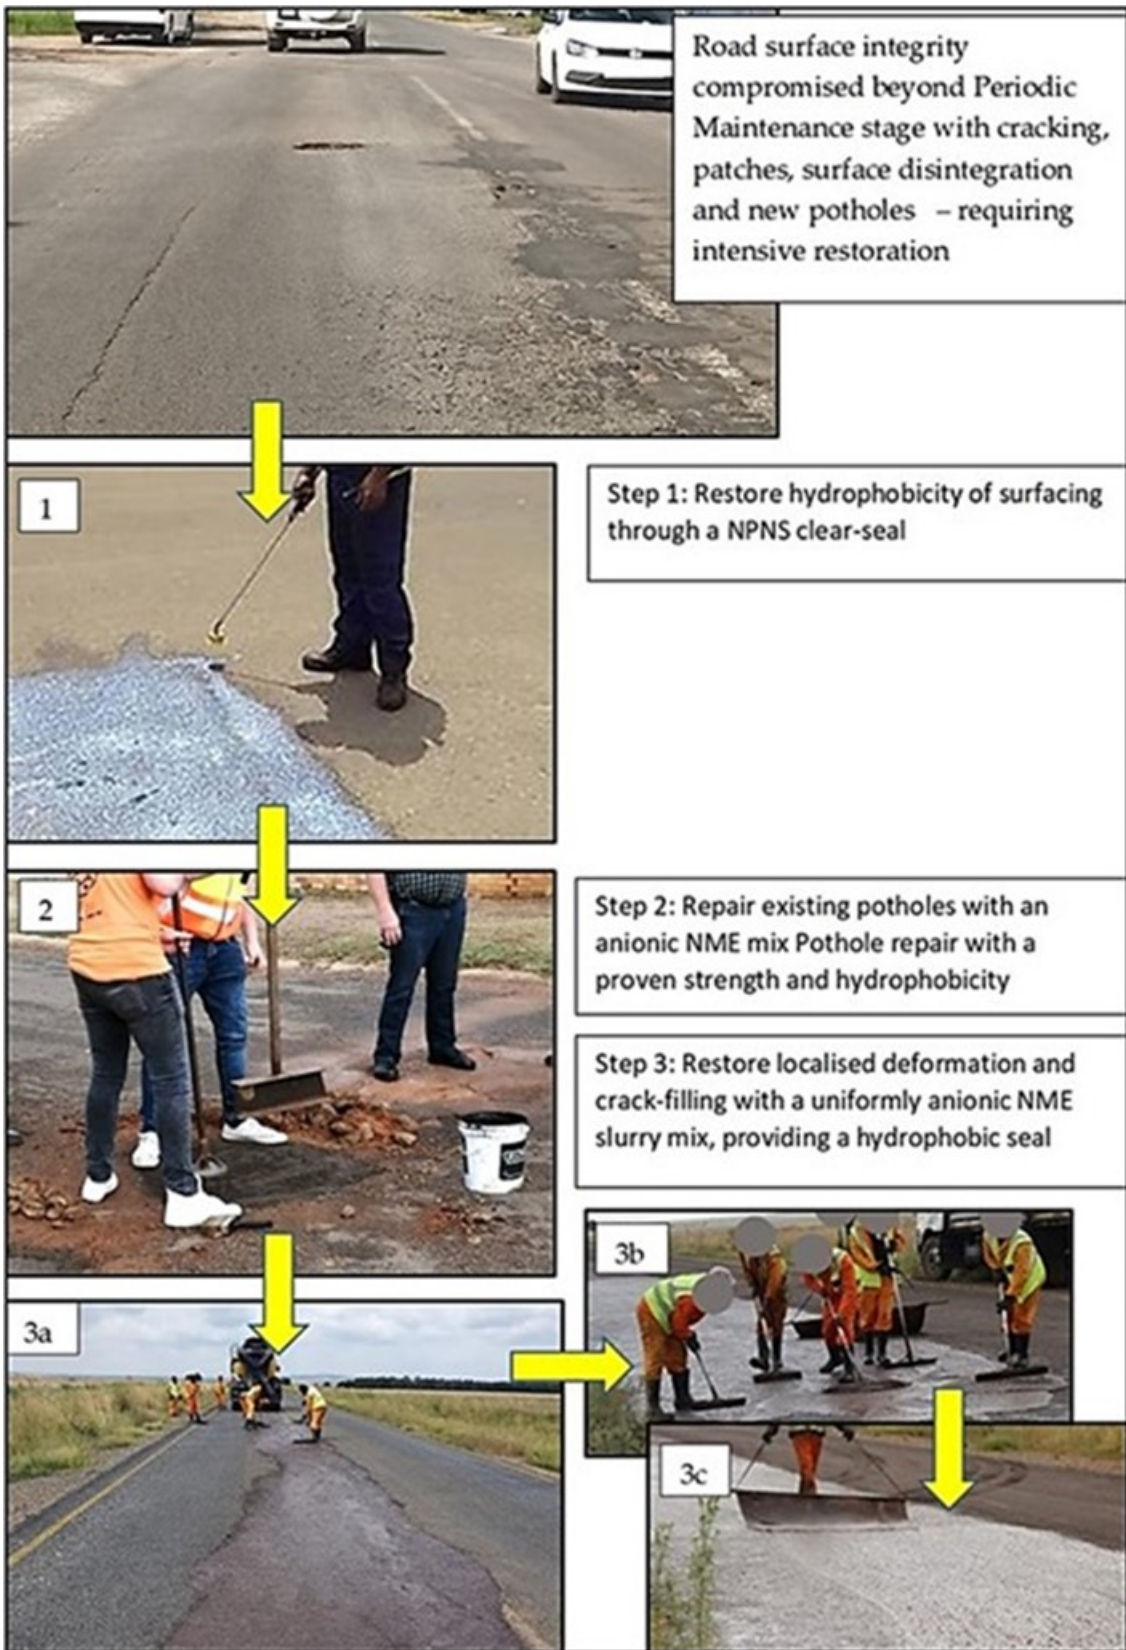 Road surface integrity
compromised beyond Periodic
Maintenance stage with cracking,
patches, surface disintegration
and new potholes – requiring
intensive restoration
1
Step 1: Restore hydrophobicity of surfacing
through a NPNS clear-seal
2
Step 2: Repair existing potholes with an
anionic NME mix Pothole repair with a
proven strength and hydrophobicity
Step 3: Restore localised deformation and
crack-filling with a uniformly anionic NME
slurry mix, providing a hydrophobic seal
3a
3b
3c